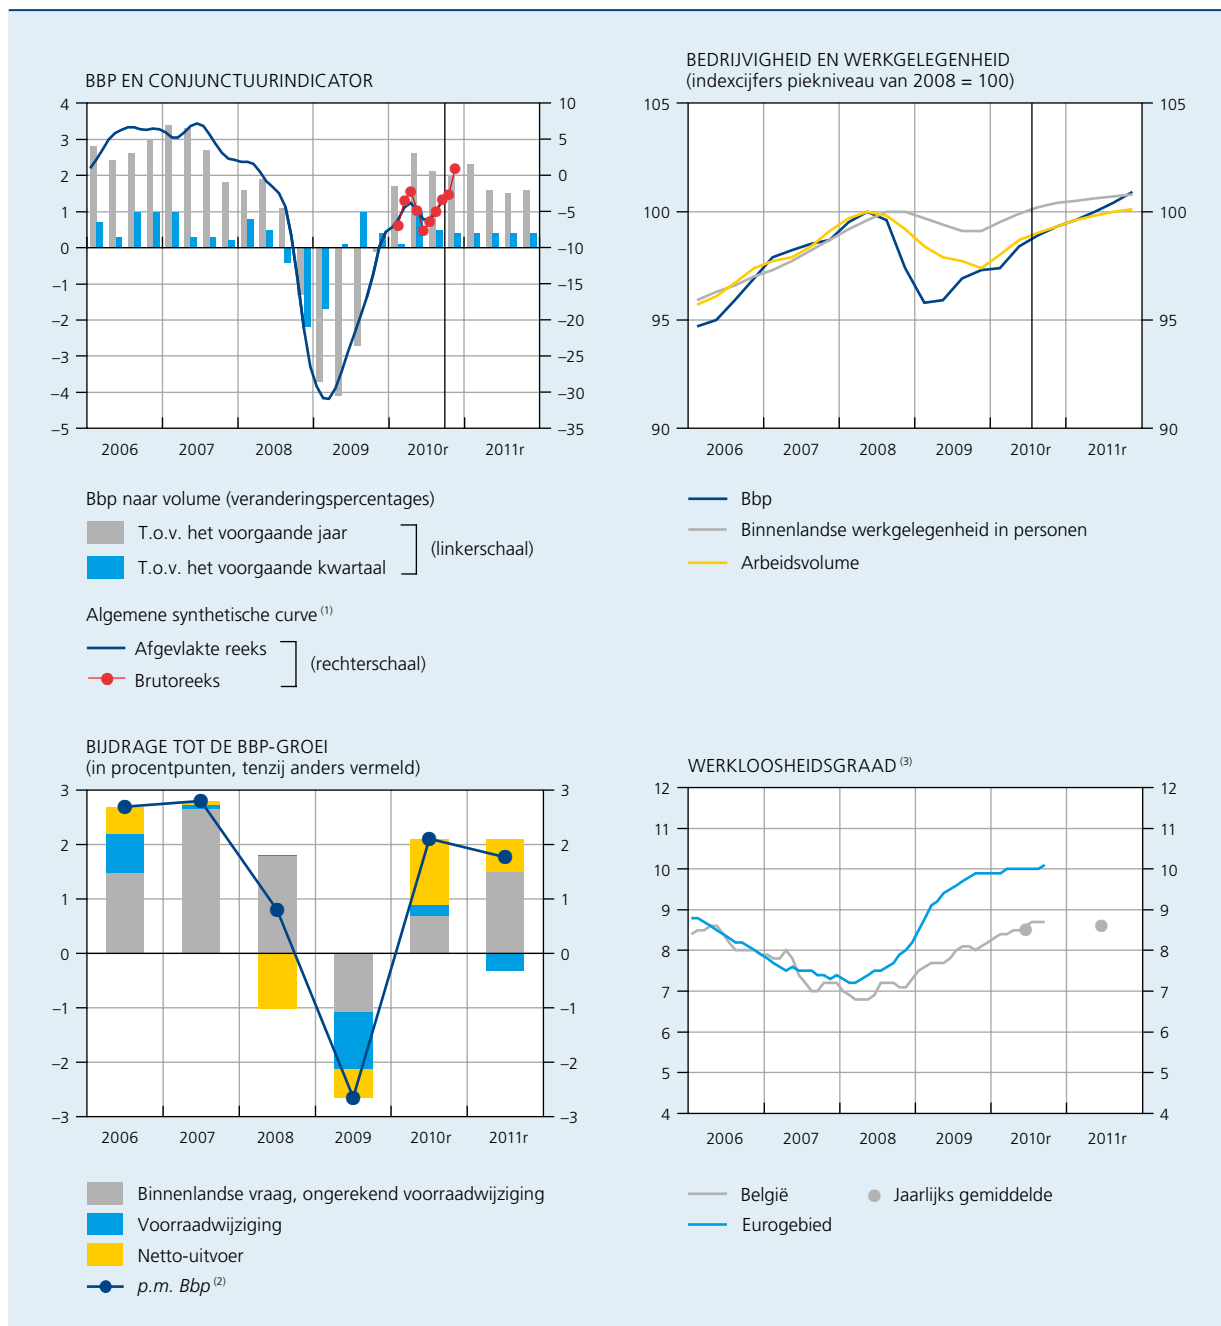 BBP EN CONJUNCTUURINDICATOR
4
3
2
1
0
–1
–2
–3
–4
–5
10
5
0
–5
–10
–15
–20
–25
–30
–35
2006 2007 2008 2009 2010r 2011r
Bbp naar volume (veranderingspercentages)
T.o.v. het voorgaande jaar
T.o.v. het voorgaande kwartaal
(linkerschaal)
Algemene synthetische curve (1)
Afgevlakte reeks
Brutoreeks
(rechterschaal)
BEDRIJVIGHEID EN WERKGELEGENHEID
(indexcijfers piekniveau van 2008 = 100)
105
100
95
90
105
100
95
90
2006 2007 2008 2009 2010r 2011r
Bbp
Binnenlandse werkgelegenheid in personen
Arbeidsvolume
BIJDRAGE TOT DE BBP-GROEI
(in procentpunten, tenzij anders vermeld)
3
2
1
0
–1
–2
–3
3
2
1
0
–1
–2
–3
2006 2007 2008 2009 2010r 2011r
Binnenlandse vraag, ongerekend voorraadwijziging
Voorraadwijziging
Netto-uitvoer
p.m. Bbp (2)
WERKLOOSHEIDSGRAAD (3)
12
11
10
9
8
7
6
5
4
12
11
10
9
8
7
6
5
4
2006 2007 2008 2009 2010r 2011r
België
Jaarlijks gemiddelde
Eurogebied